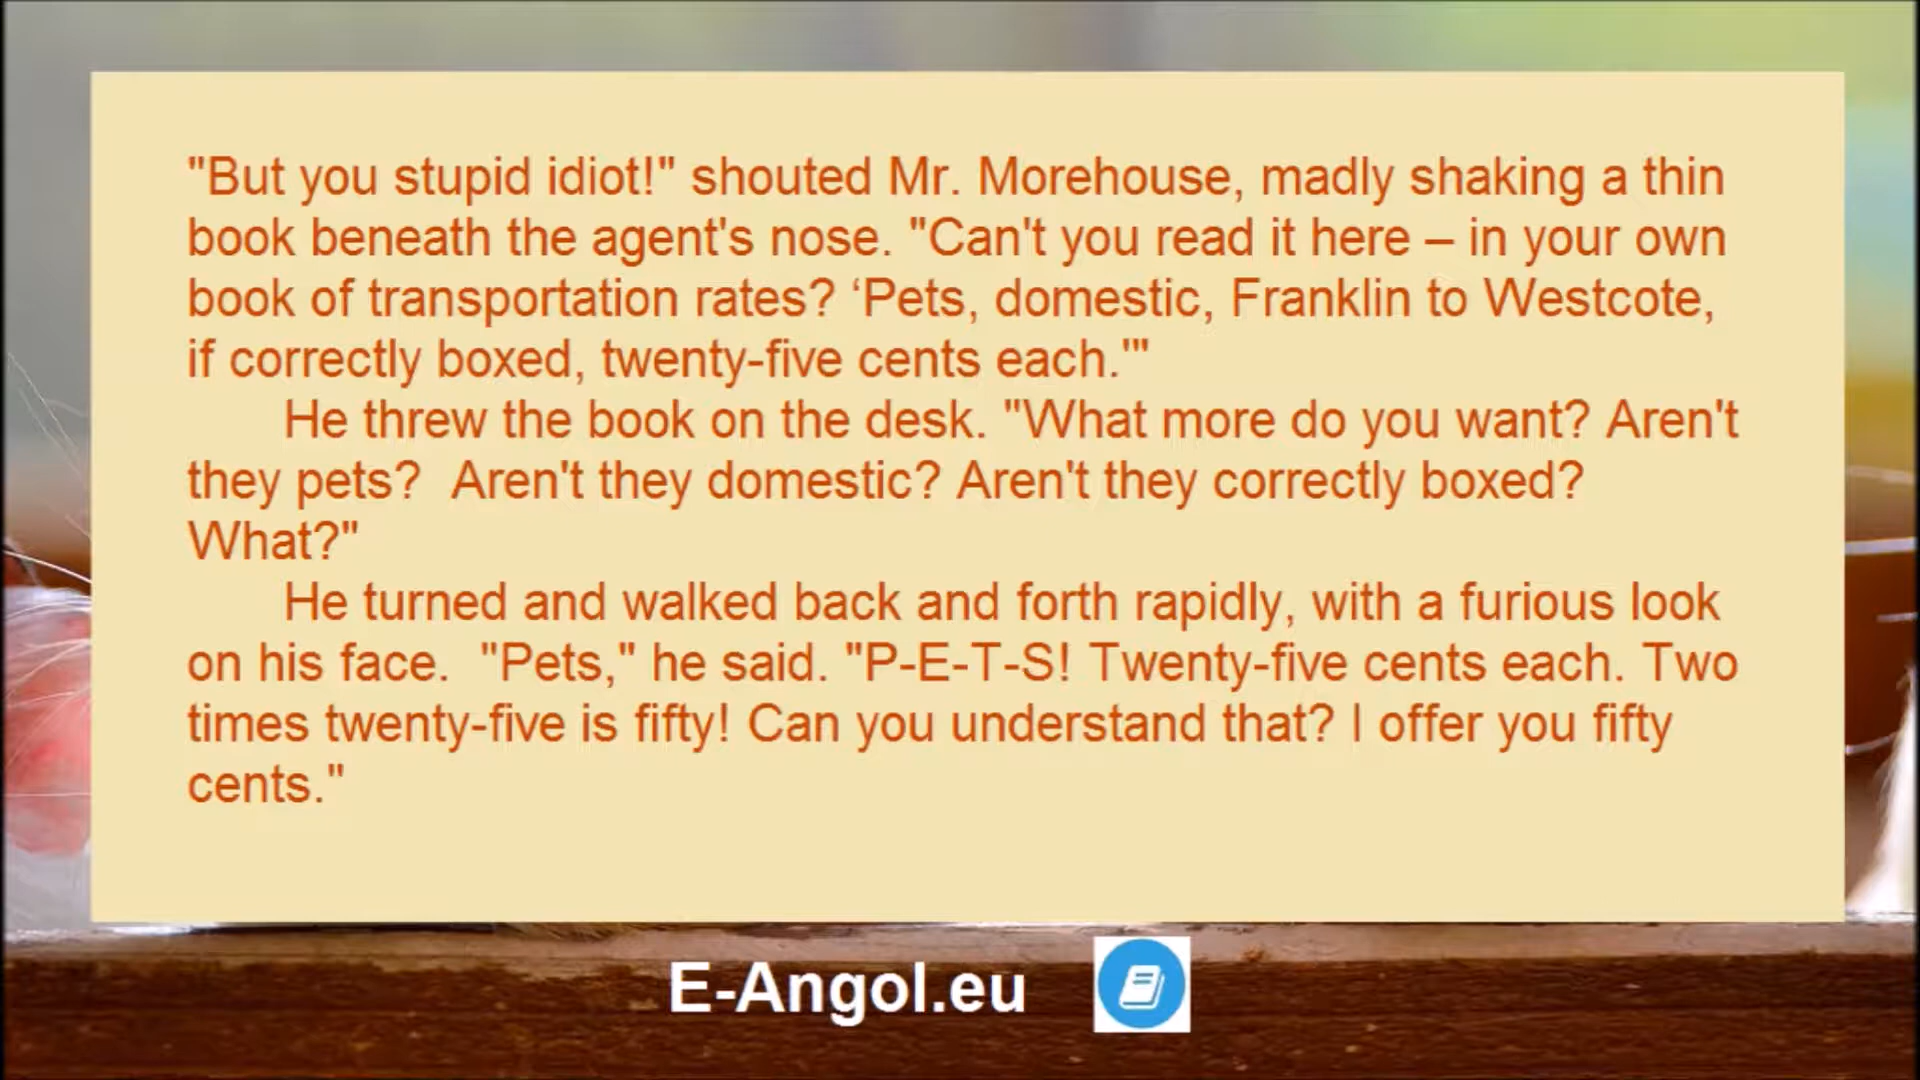 "But you stupid idiot!" shouted Mr. Morehouse, madly shaking a thin
book beneath the agent's nose. "Can't you read it here – in your own
book of transportation rates? ‘Pets, domestic, Franklin to Westcote,
if correctly boxed, twenty-five cents each.'"
He threw the book on the desk. "What more do you want? Aren't
they pets?  Aren't they domestic? Aren't they correctly boxed?
What?"
He turned and walked back and forth rapidly, with a furious look
on his face.  "Pets," he said. "P-E-T-S! Twenty-five cents each. Two
times twenty-five is fifty! Can you understand that? I offer you fifty
cents."
E-Angol.eu